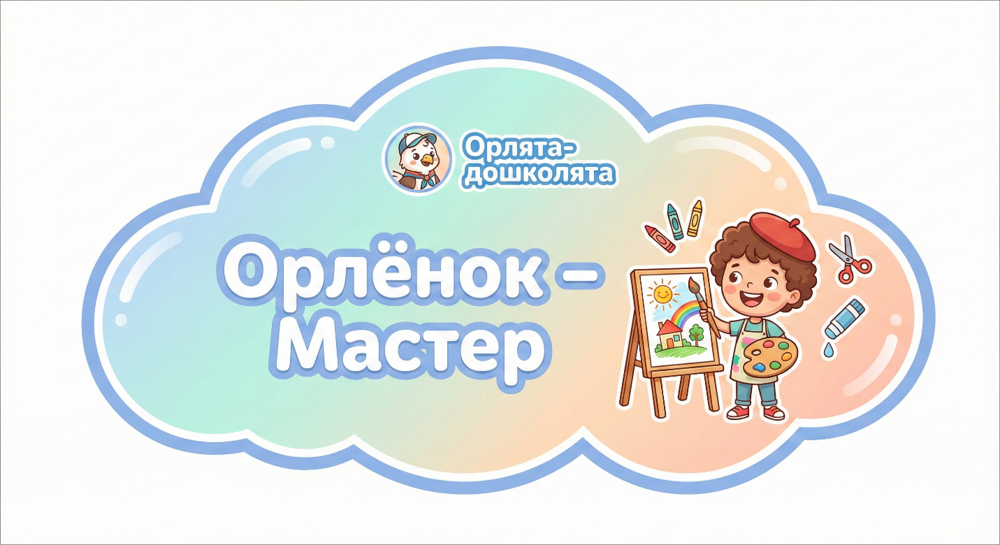 Орлята-
дошколята
Орлёнок –
Мастер